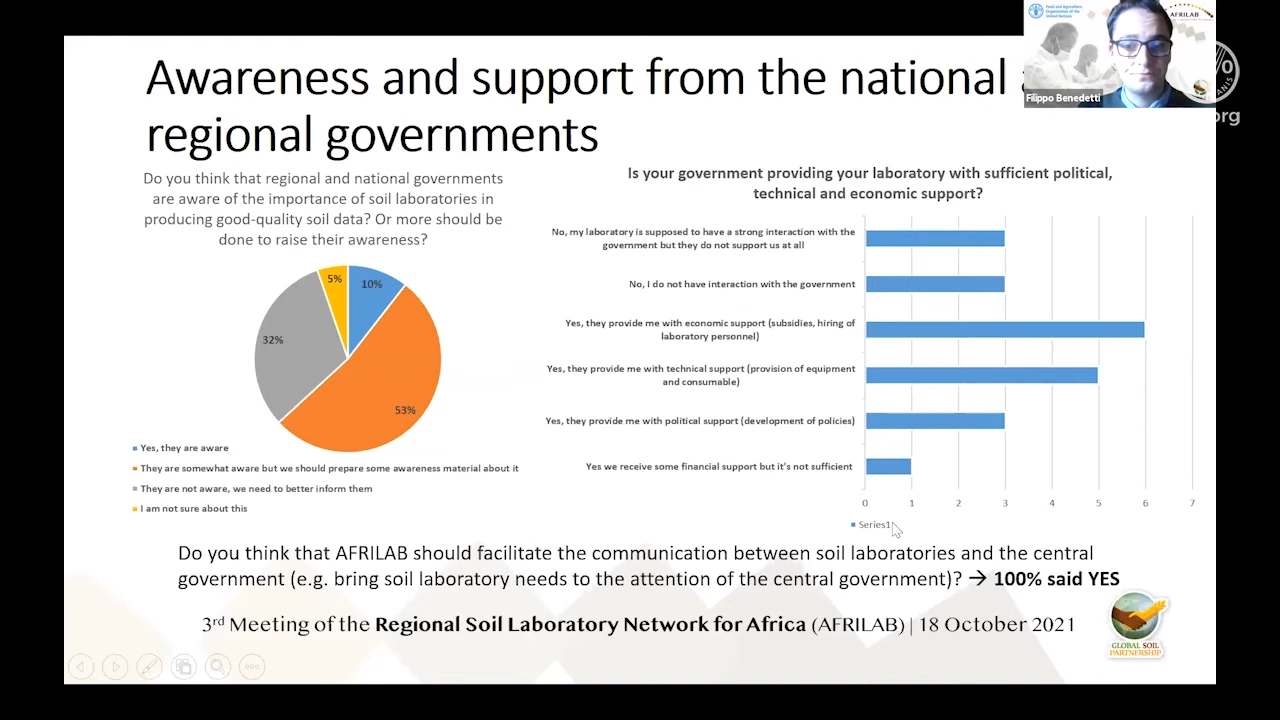 Awareness and support from the national
regional governments
Food and Agriculture
Organization of the
United Nations
AFRILAB
Filippo Benedetti
org
Do you think that regional and national governments
are aware of the importance of soil laboratories in
producing good-quality soil data? Or more should be
done to raise their awareness?
5%
10%
32%
53%
Yes, they are aware
They are somewhat aware but we should prepare some awareness material about it
They are not aware, we need to better inform them
I am not sure about this
Is your government providing your laboratory with sufficient political,
technical and economic support?
No, my laboratory is supposed to have a strong interaction with the
government but they do not support us at all
No, I do not have interaction with the government
Yes, they provide me with economic support (subsidies, hiring of
laboratory personnel)
Yes, they provide me with technical support (provision of equipment
and consumable)
Yes, they provide me with political support (development of policies)
Yes we receive some financial support but it's not sufficient
0 1 2 3 4 5 6 7
Series1
Do you think that AFRILAB should facilitate the communication between soil laboratories and the central
government (e.g. bring soil laboratory needs to the attention of the central government)? → 100% said YES
3rd Meeting of the Regional Soil Laboratory Network for Africa (AFRILAB) | 18 October 2021
GLOBAL SOIL
PARTNERSHIP